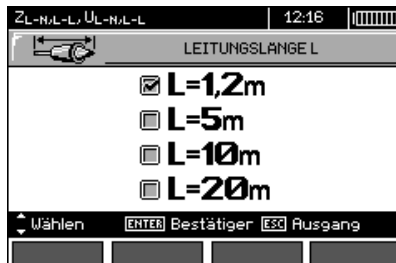 ZL-N,L-L, UL-N,L-L 12:16
LEITUNGSLANGE L
L=1,2m
L=5m
L=10m
L=20m
Wählen ENTER Bestätiger ESC Ausgang